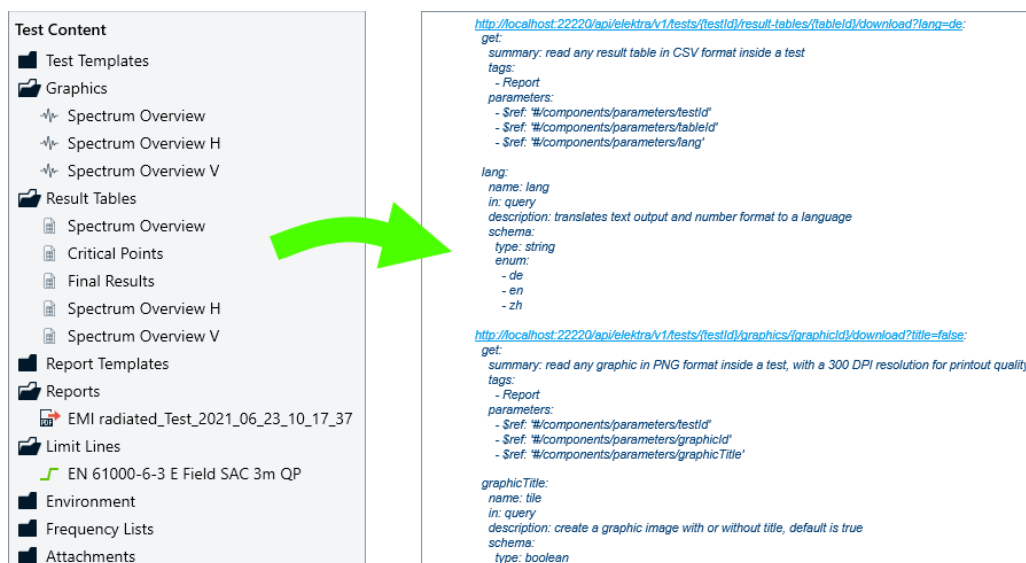 Test Content
Test Templates
Graphics
Spectrum Overview
Spectrum Overview H
Spectrum Overview V
Result Tables
Spectrum Overview
Critical Points
Final Results
Spectrum Overview H
Spectrum Overview V
Report Templates
Reports
PDF
EMI radiated_Test_2021_06_23_10_17_37
Limit Lines
EN 61000-6-3 E Field SAC 3m QP
Environment
Frequency Lists
Attachments
http://localhost:22220/api/elektra/v1/tests/{testId}/result-tables/{tableId}/download?lang=de:
get:
summary: read any result table in CSV format inside a test
tags:
- Report
parameters:
- $ref: '#/components/parameters/testId'
- $ref: '#/components/parameters/tableId'
- $ref: '#/components/parameters/lang'
lang:
name: lang
in: query
description: translates text output and number format to a language
schema:
type: string
enum:
- de
- en
- zh
http://localhost:22220/api/elektra/v1/tests/{testId}/graphics/{graphicId}/download?title=false:
get:
summary: read any graphic in PNG format inside a test, with a 300 DPI resolution for printout quality
tags:
- Report
parameters:
- $ref: '#/components/parameters/testId'
- $ref: '#/components/parameters/graphicId'
- $ref: '#/components/parameters/graphicTitle'
graphicTitle:
name: tile
in: query
description: create a graphic image with or without title, default is true
schema:
type: boolean